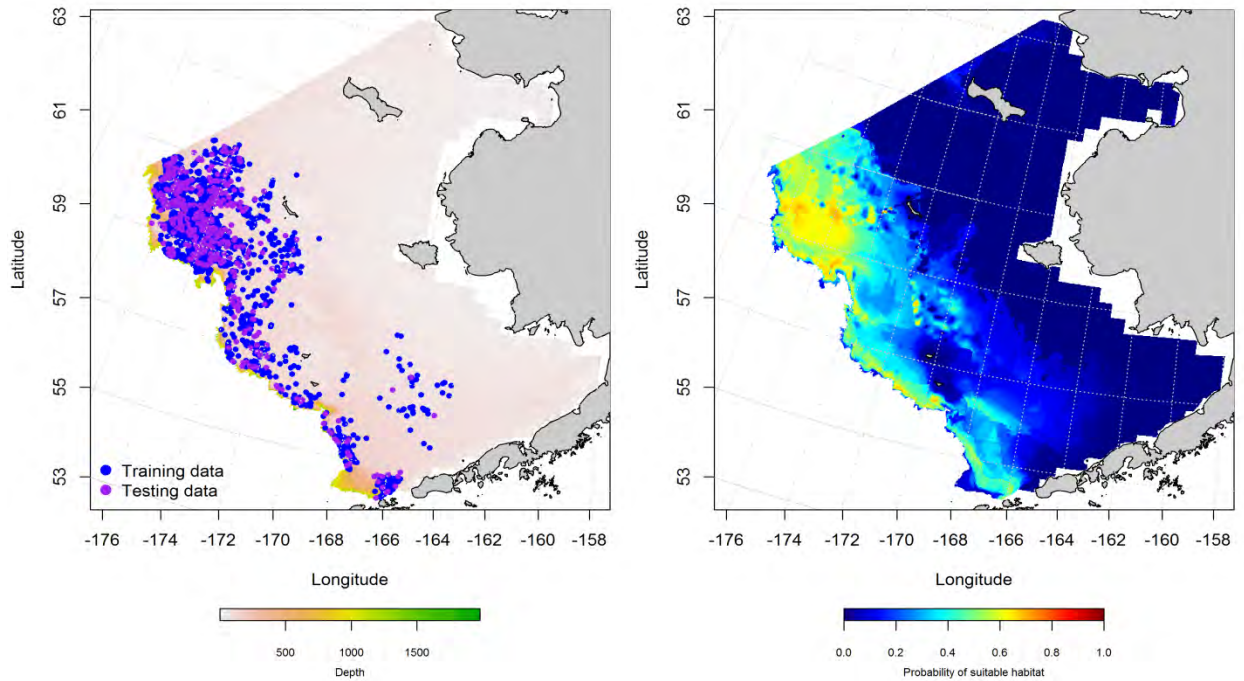 63
61
59
57
55
53
Latitude
Training data
Testing data
-176 -174 -172 -170 -168 -166 -164 -162 -160 -158
Longitude
500 1000 1500
Depth
63
61
59
57
55
53
Latitude
-176 -174 -172 -170 -168 -166 -164 -162 -160 -158
Longitude
0.0 0.2 0.4 0.6 0.8 1.0
Probability of suitable habitat